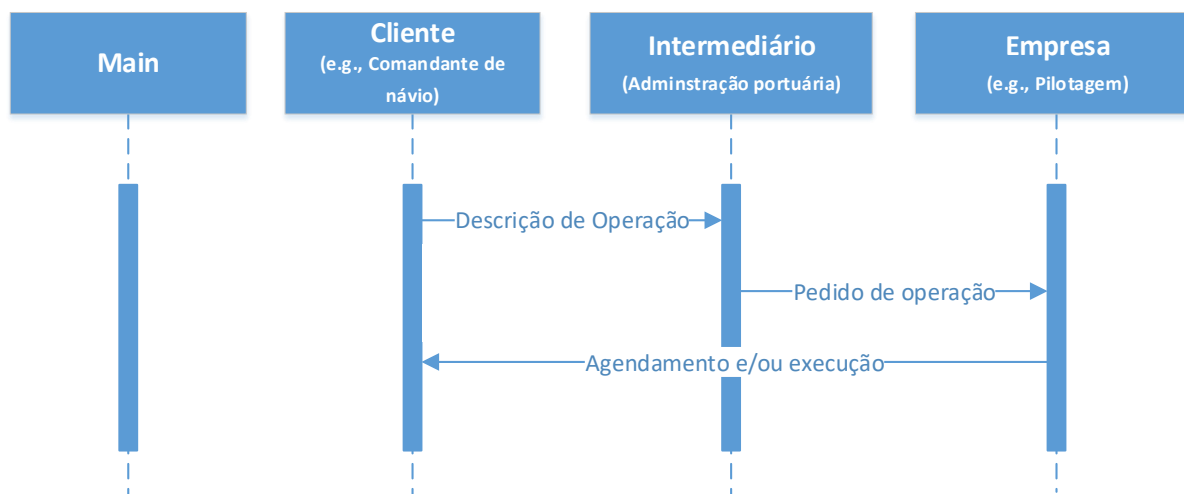 Main
Cliente
(e.g., Comandante de
návio)
Intermediário
(Adminstração portuária)
Empresa
(e.g., Pilotagem)
Descrição de Operação
Pedido de operação
Agendamento e/ou execução